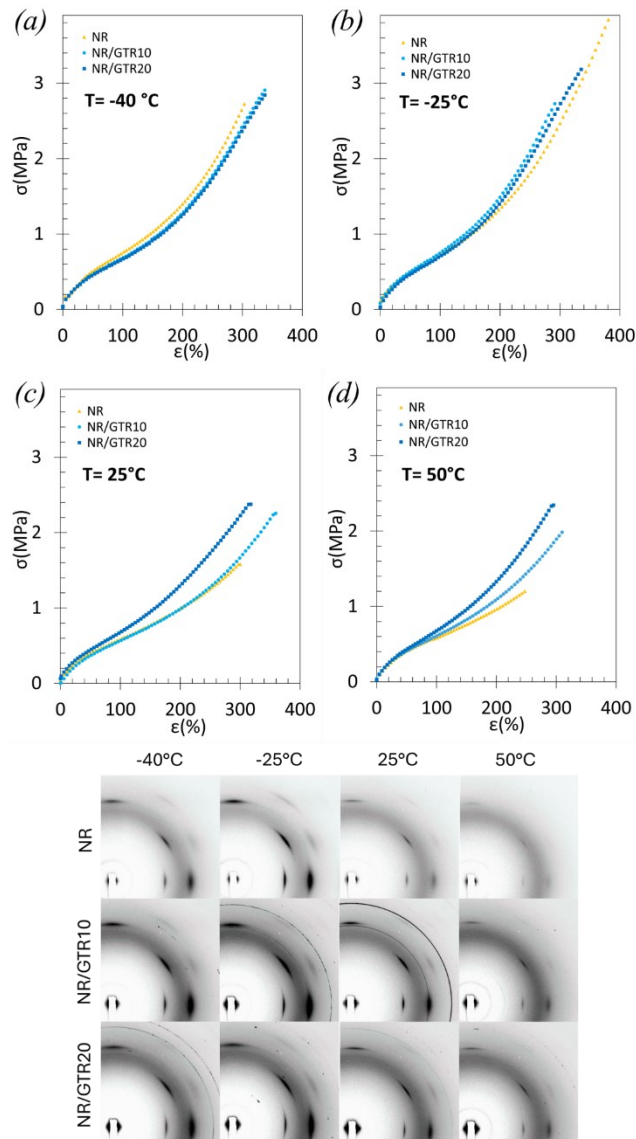 (a)
NR
NR/GTR10
NR/GTR20
T= -40 °C
σ(MPa)
3
2
1
0
0 100 200 300 400
ε(%)
(b)
NR
NR/GTR10
NR/GTR20
T= -25°C
σ(MPa)
3
2
1
0
0 100 200 300 400
ε(%)
(c)
NR
NR/GTR10
NR/GTR20
T= 25°C
σ(MPa)
3
2
1
0
0 100 200 300 400
ε(%)
(d)
NR
NR/GTR10
NR/GTR20
T= 50°C
σ(MPa)
3
2
1
0
0 100 200 300 400
ε(%)
-40°C -25°C 25°C 50°C
NR
NR/GTR10
NR/GTR20